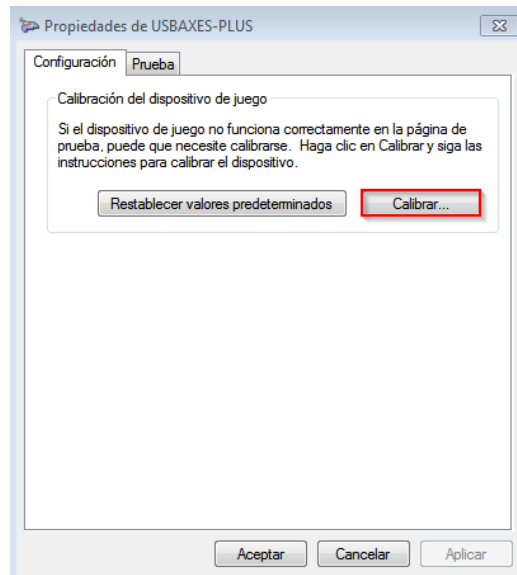 Propiedades de USBAXES-PLUS
Configuración Prueba
Calibración del dispositivo de juego
Si el dispositivo de juego no funciona correctamente en la página de
prueba, puede que necesite calibrarse. Haga clic en Calibrar y siga las
instrucciones para calibrar el dispositivo.
Restablecer valores predeterminados Calibrar...
Aceptar Cancelar Aplicar